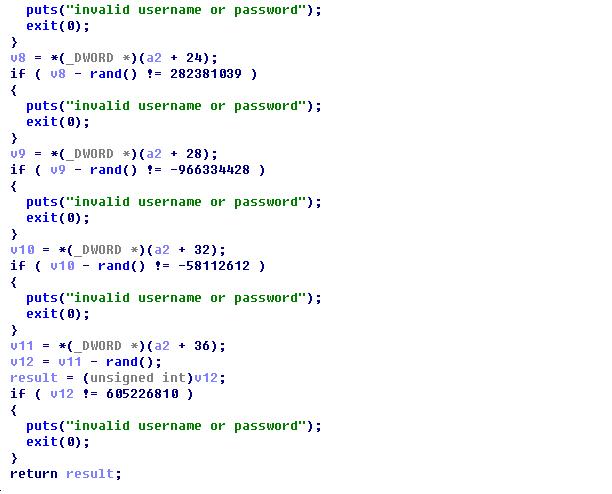 puts("invalid username or password");
exit(0);
}
v8 = *(_DWORD *)(a2 + 24);
if ( v8 - rand() != 282381039 )
{
puts("invalid username or password");
exit(0);
}
v9 = *(_DWORD *)(a2 + 28);
if ( v9 - rand() != -966334428 )
{
puts("invalid username or password");
exit(0);
}
v10 = *(_DWORD *)(a2 + 32);
if ( v10 - rand() != -58112612 )
{
puts("invalid username or password");
exit(0);
}
v11 = *(_DWORD *)(a2 + 36);
v12 = v11 - rand();
result = (unsigned int)v12;
if ( v12 != 605226810 )
{
puts("invalid username or password");
exit(0);
}
return result;